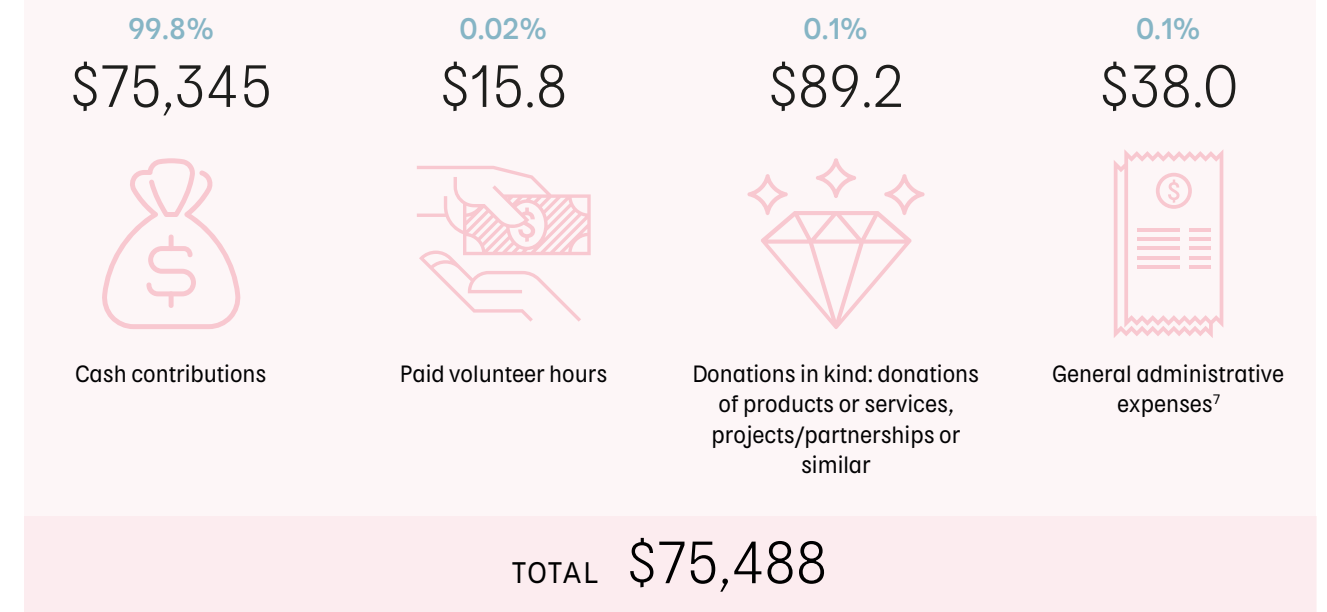 99.8%
$75,345
Cash contributions
0.02%
$15.8
Paid volunteer hours
0.1%
$89.2
Donations in kind: donations
of products or services,
projects/partnerships or
similar
0.1%
$38.0
General administrative
expenses⁷
TOTAL $75,488